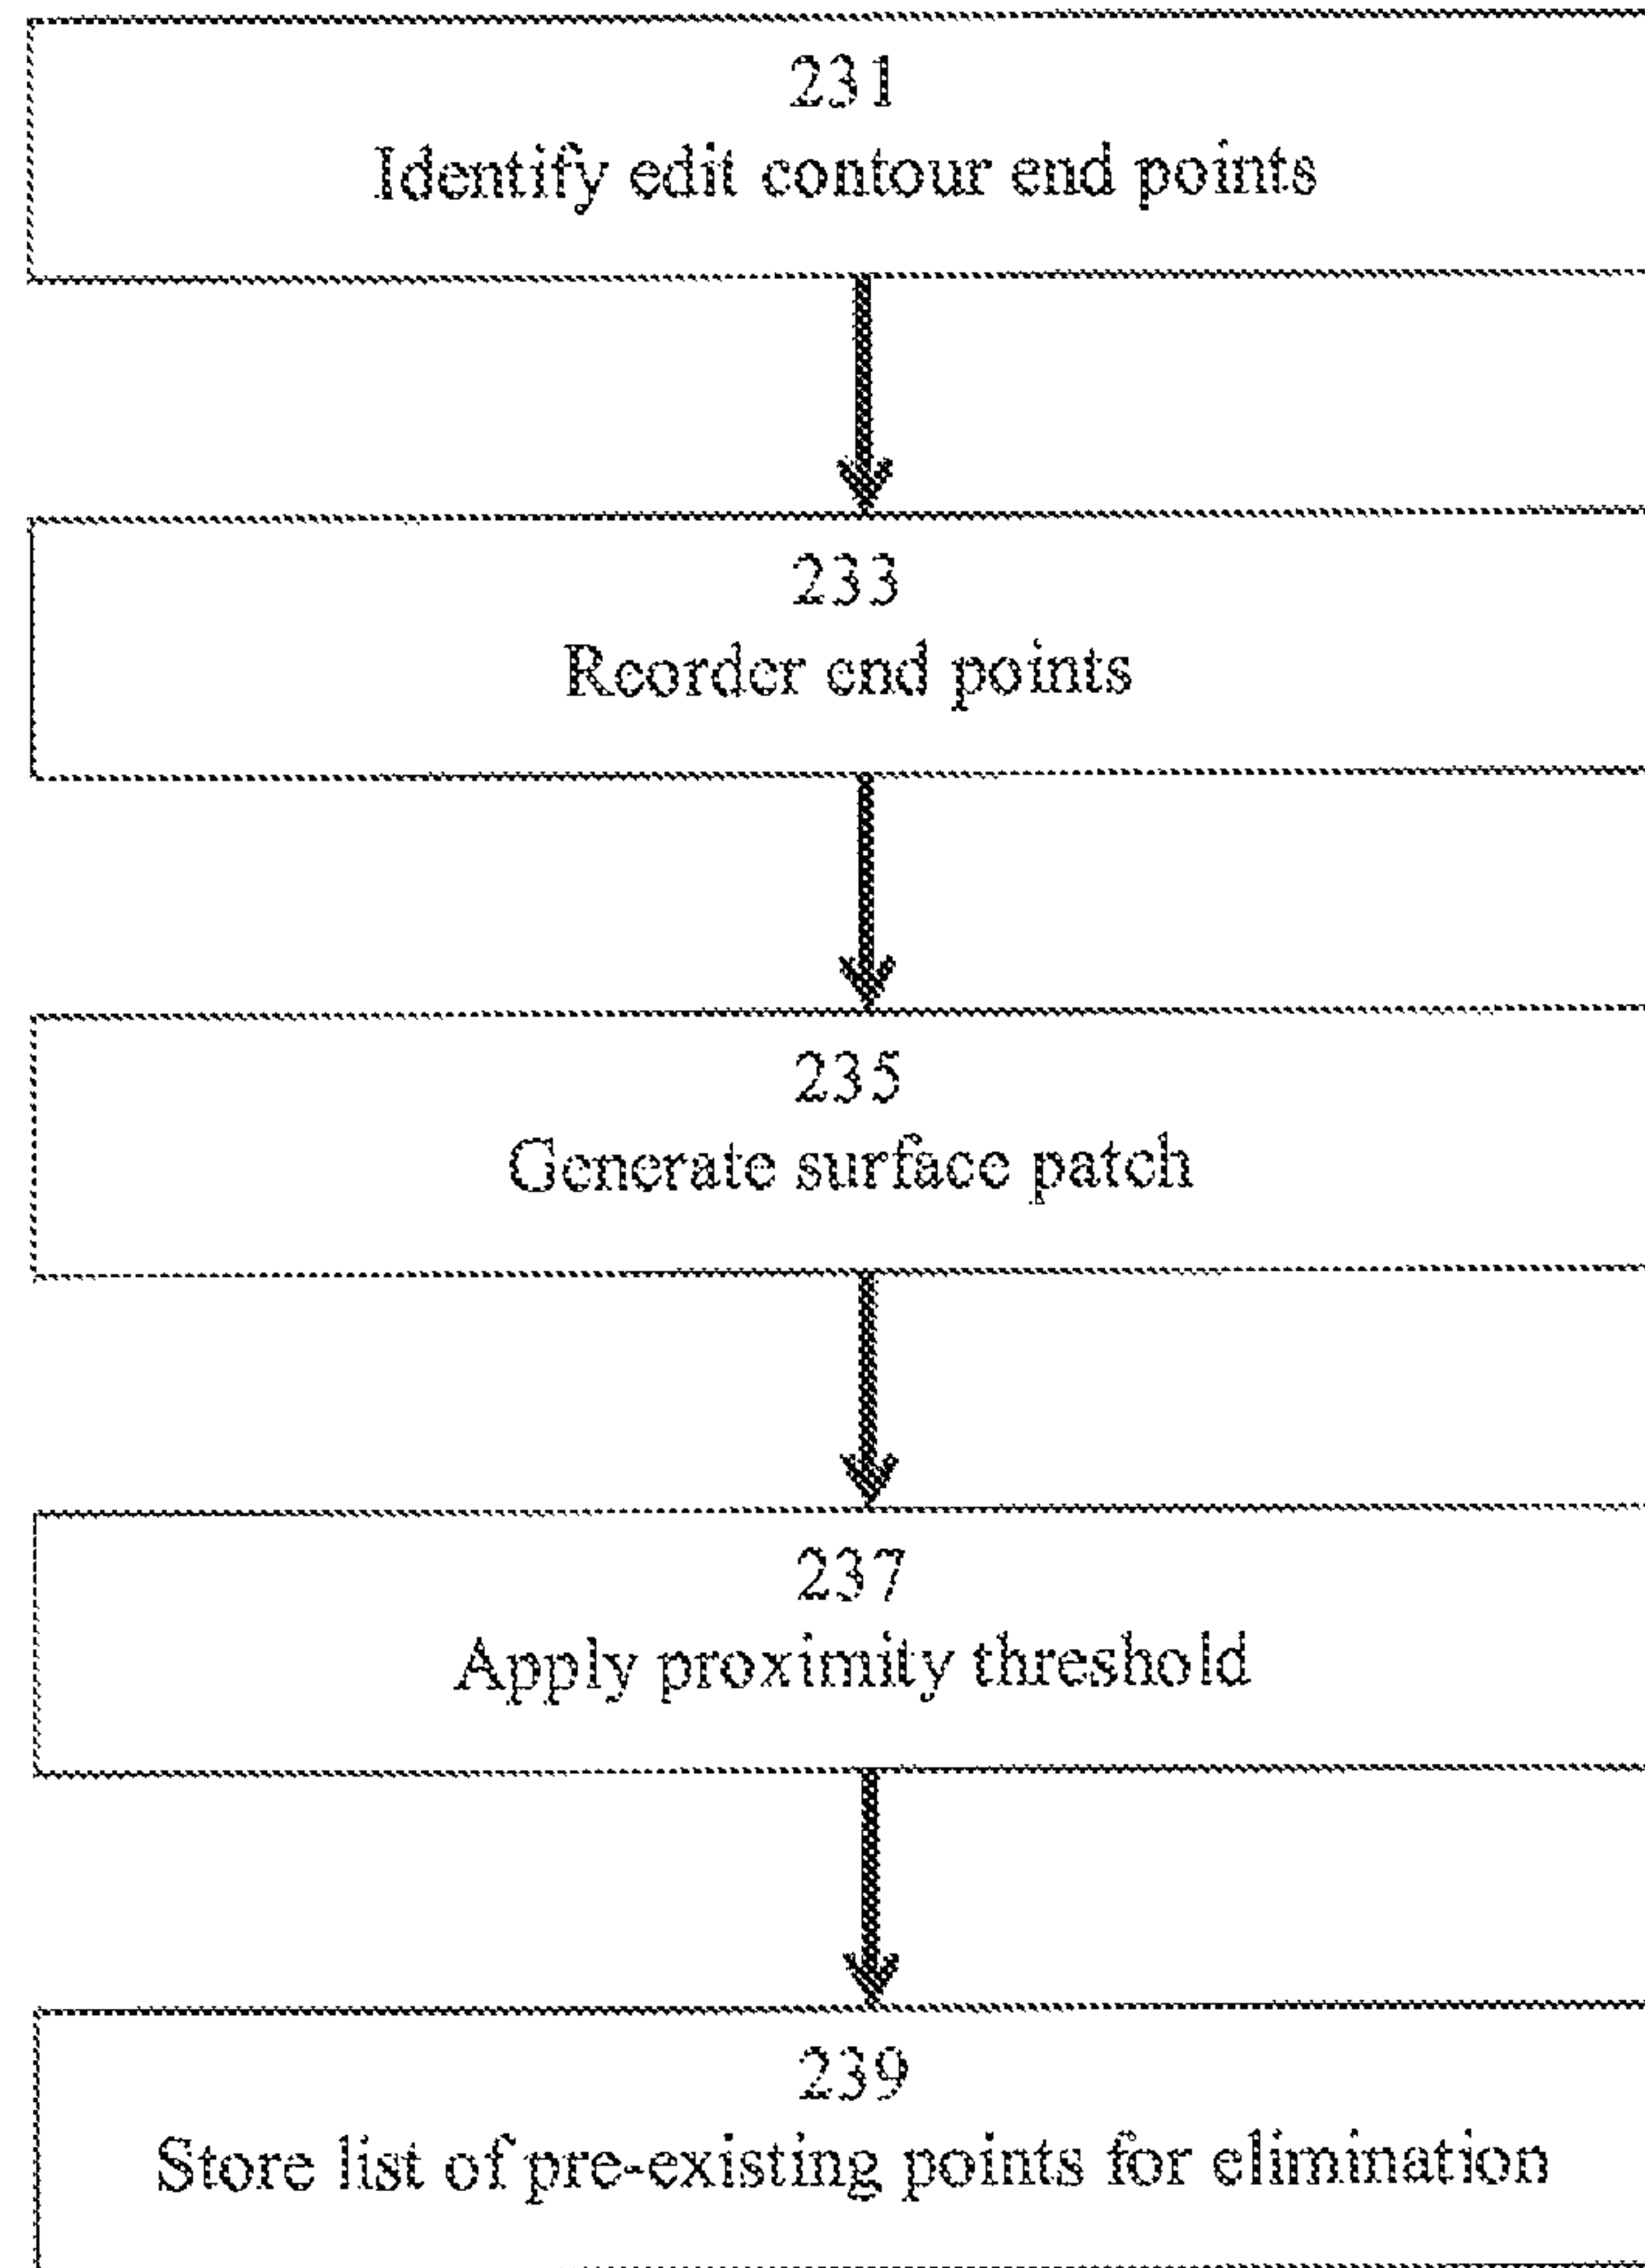 231
Identify edit contour end points
233
Reorder end points
235
Generate surface patch
237
Apply proximity threshold
239
Store list of pre-existing points for elimination